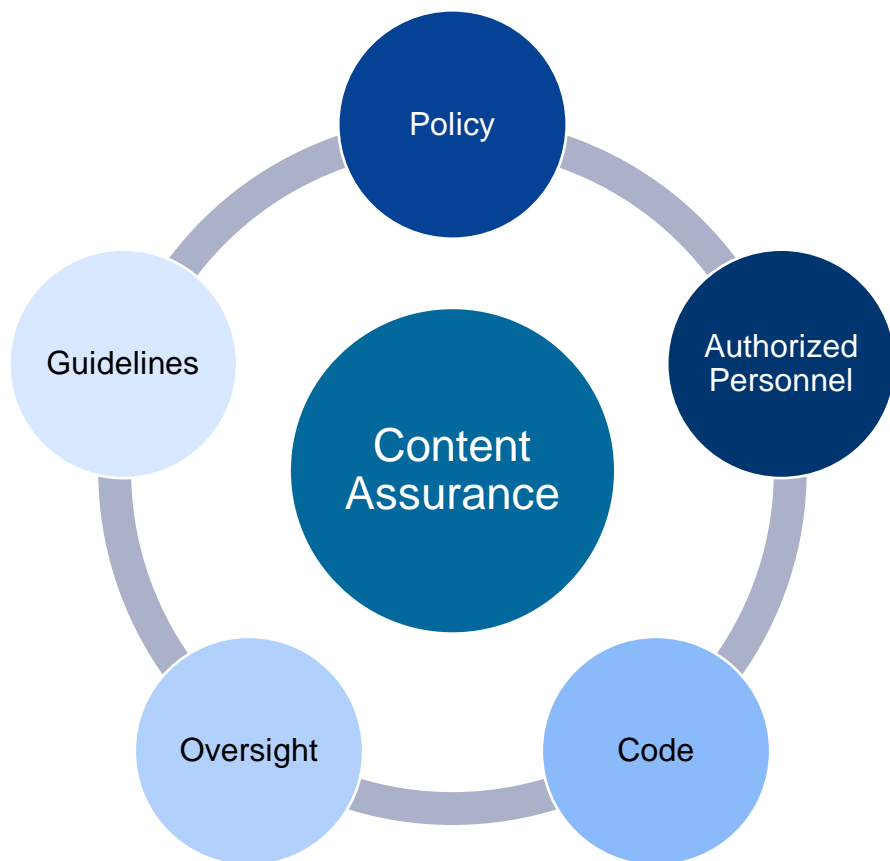 Policy
Authorized
Personnel
Guidelines
Content
Assurance
Oversight
Code